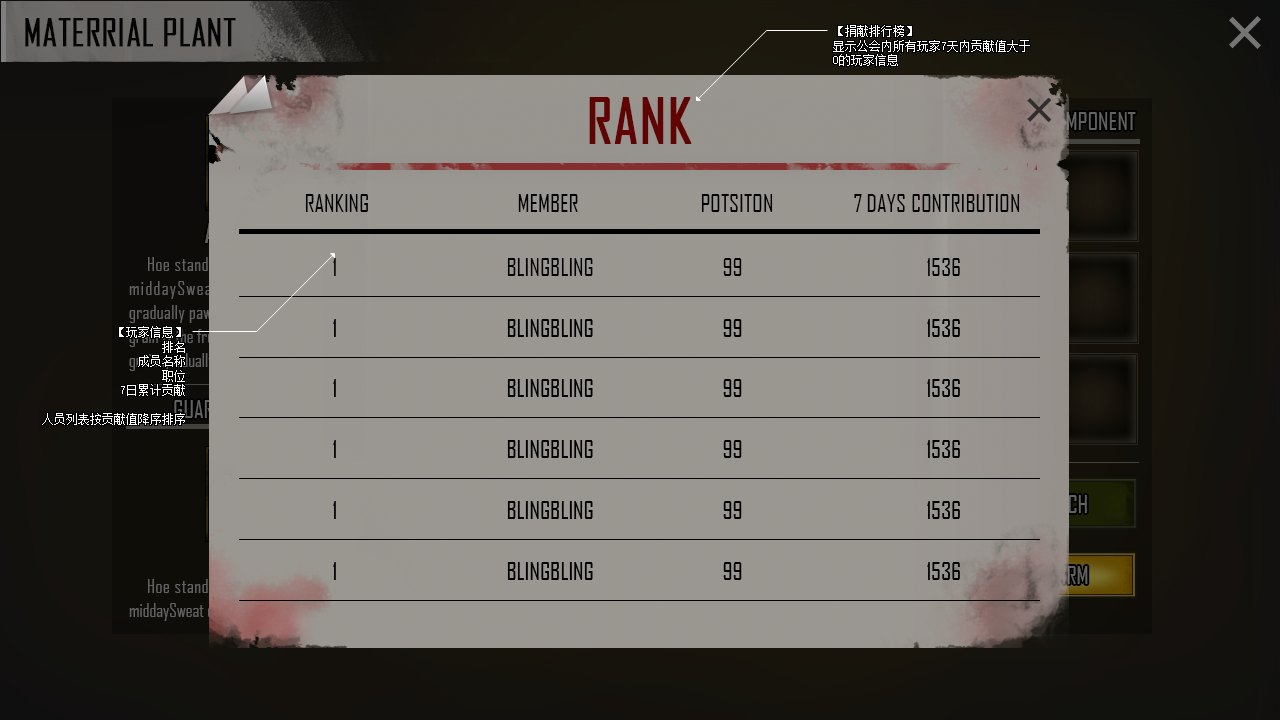 MATERRIAL PLANT
【捐献排行榜】
显示公会内所有玩家7天内贡献值大于
0的玩家信息
RANK
MPONENT
RANKING MEMBER POTSITON 7 DAYS CONTRIBUTION
1 BLINGBLING 99 1536
1 BLINGBLING 99 1536
1 BLINGBLING 99 1536
1 BLINGBLING 99 1536
1 BLINGBLING 99 1536
1 BLINGBLING 99 1536
Hoe stand
middaySwea
gradually paw
【玩家信息】
排名
成员名称
职位
7日累计贡献
人员列表按贡献值降序排序
GUAR
CH
RM
Hoe stand
middaySweat